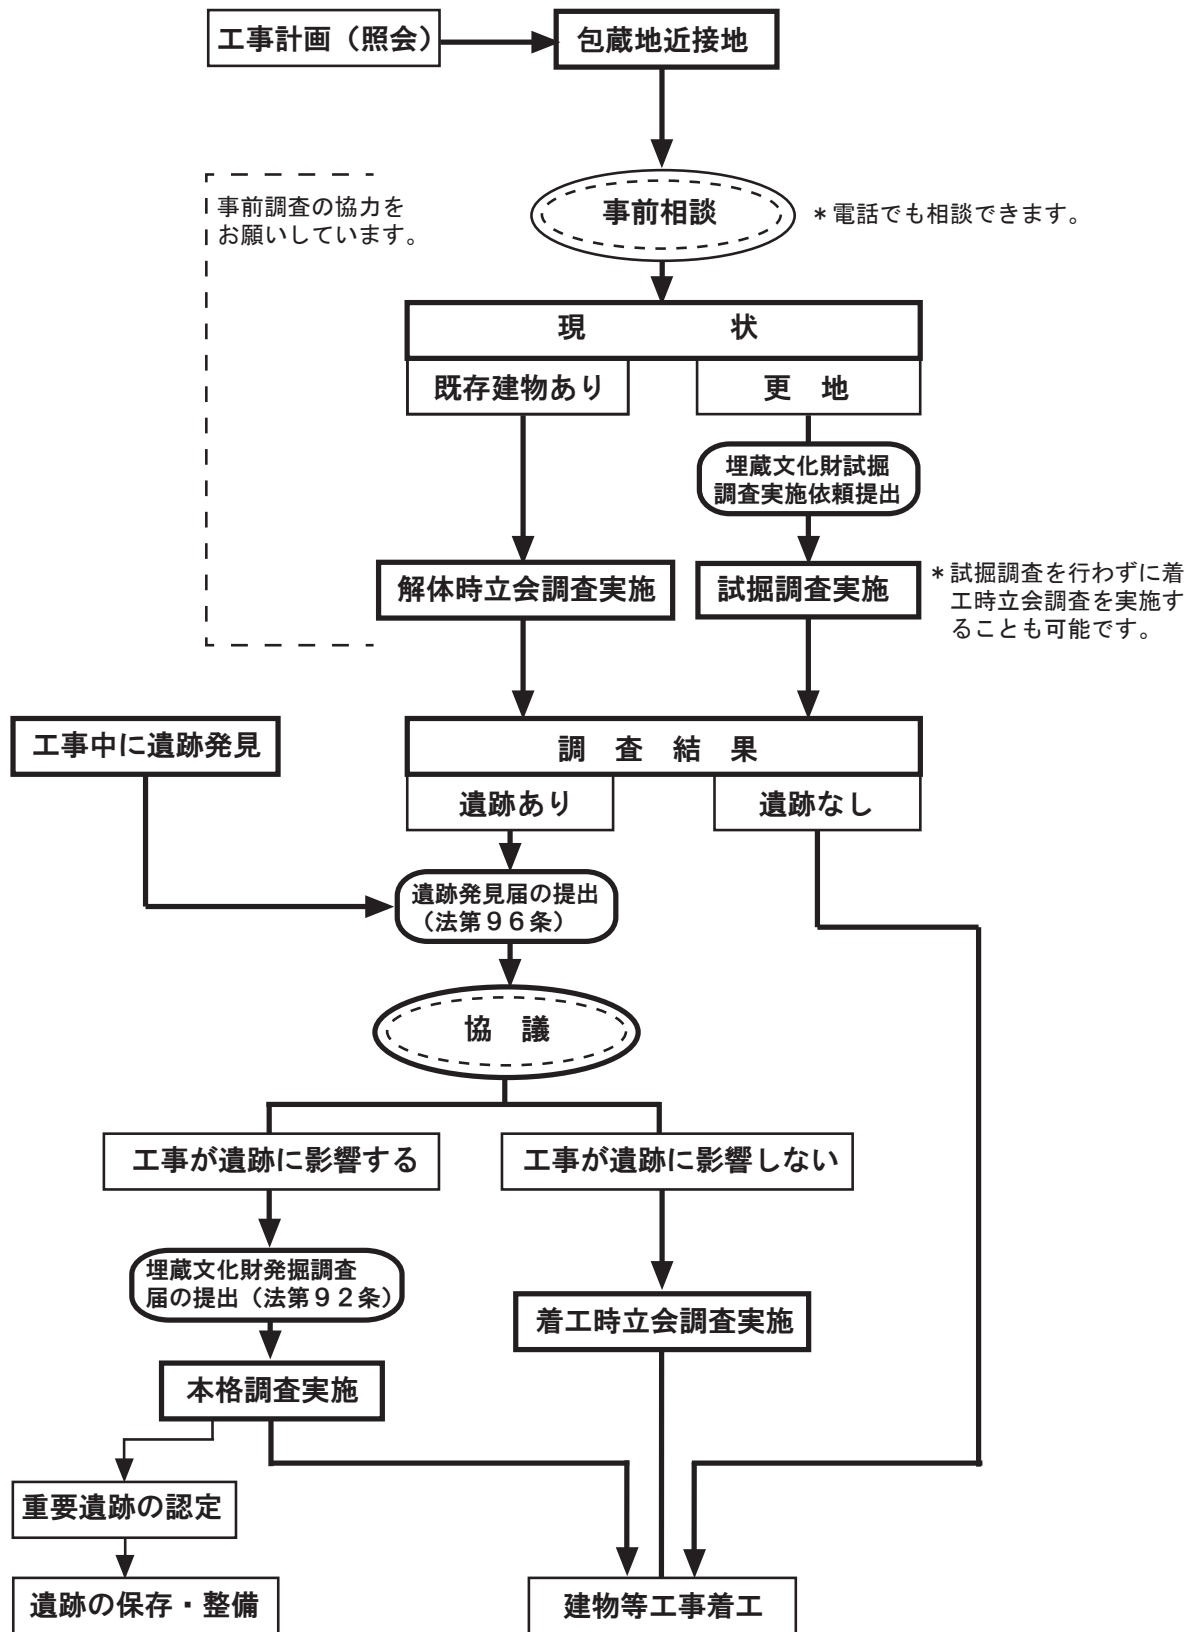 工事計画（照会）
包蔵地近接地
事前調査の協力を
お願いしています。
事前相談
＊電話でも相談できます。
現　状
既存建物あり
更　地
埋蔵文化財試掘
調査実施依頼提出
解体時立会調査実施
試掘調査実施
＊試掘調査を行わずに着
工時立会調査を実施す
ることも可能です。
工事中に遺跡発見
調　査　結　果
遺跡あり
遺跡なし
遺跡発見届の提出
（法第９６条）
協　議
工事が遺跡に影響する
工事が遺跡に影響しない
埋蔵文化財発掘調査
届の提出（法第９２条）
着工時立会調査実施
本格調査実施
重要遺跡の認定
遺跡の保存・整備
建物等工事着工